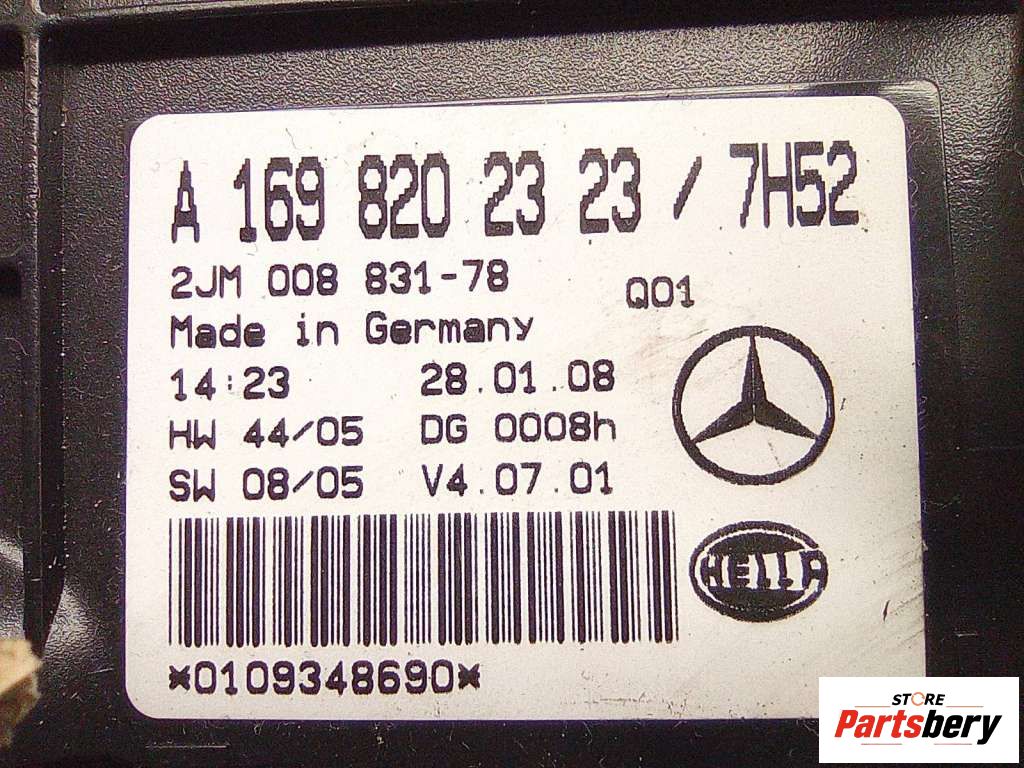 A 169 820 23 23 / 7H52
2JM 008 831-78 Q01
Made in Germany
14:23 28.01.08
HW 44/05 DG 0008h
SW 08/05 V4.07.01
HELLA
*0109348690*
STORE
Partsbery